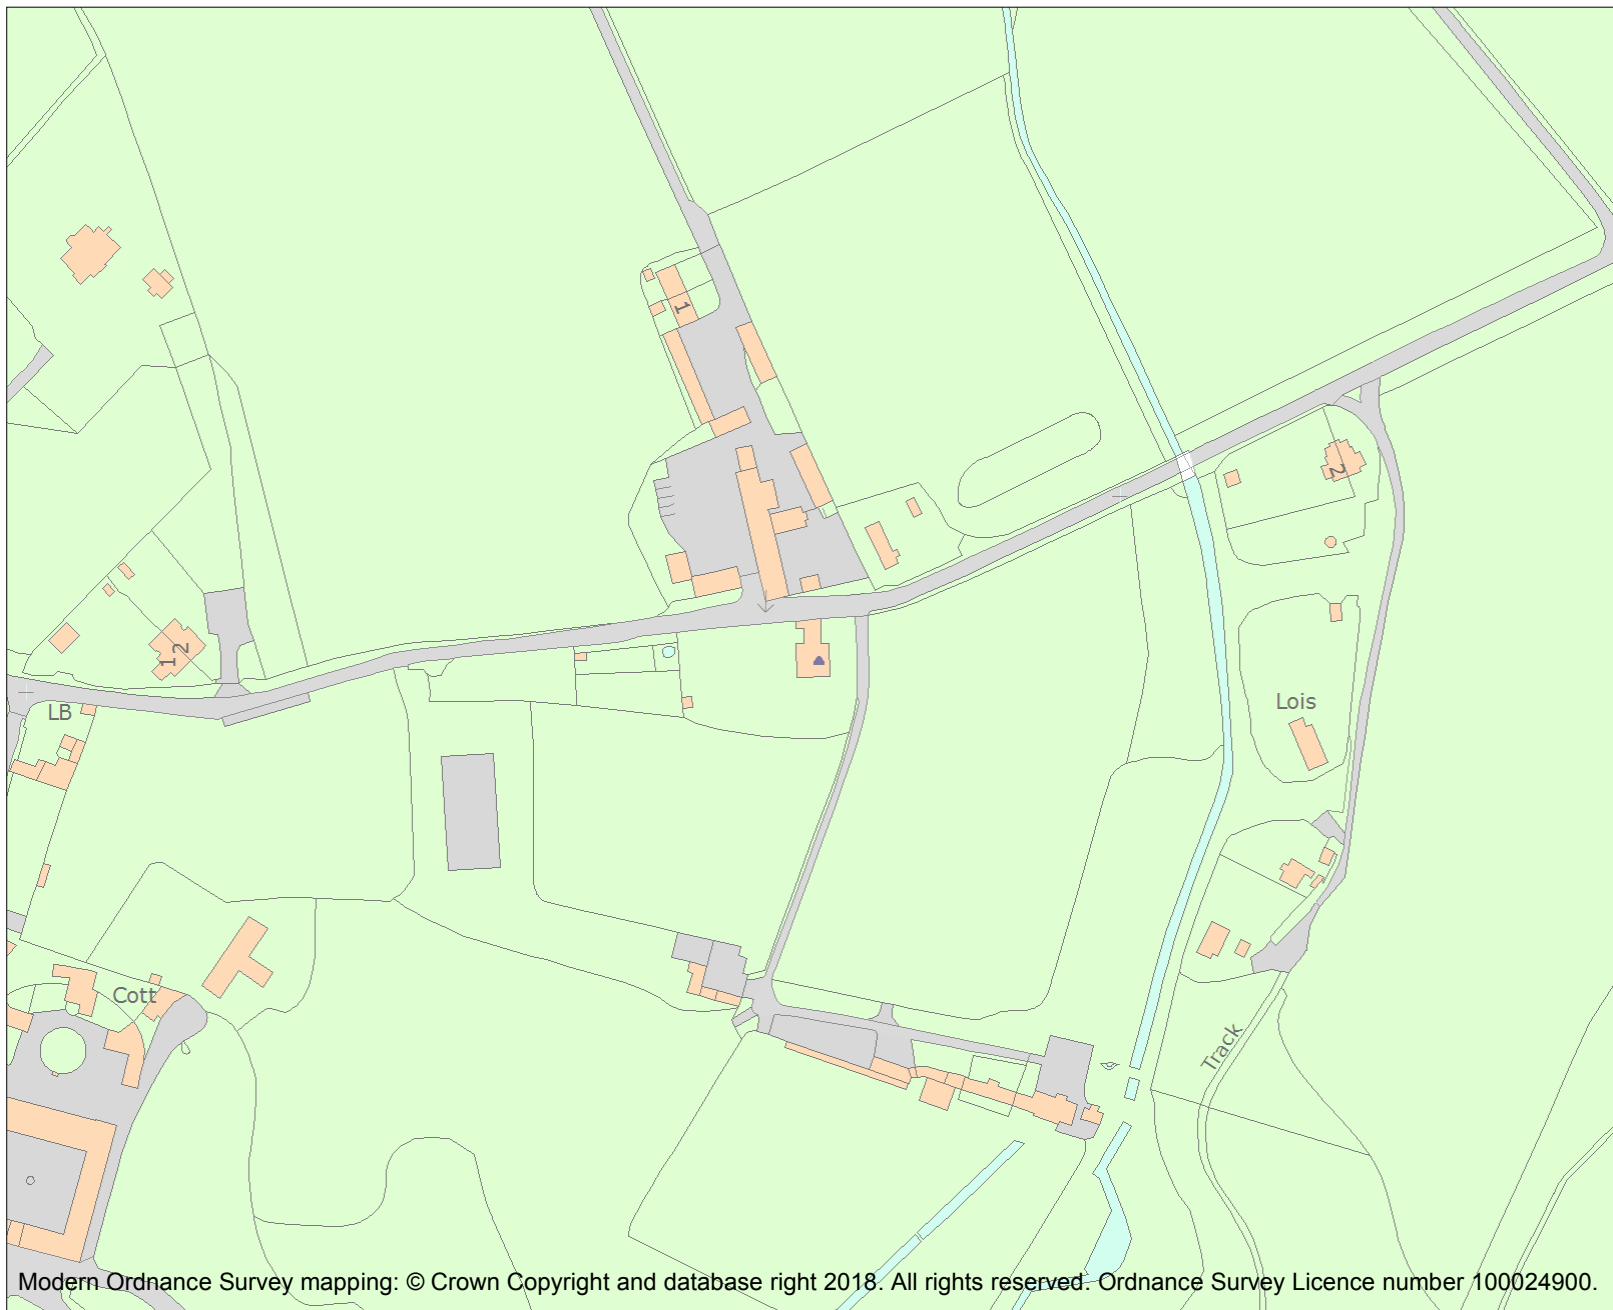 1
2
1
2
LB
Lois
Cott
Track
Modern Ordnance Survey mapping: © Crown Copyright and database right 2018. All rights reserved. Ordnance Survey Licence number 100024900.